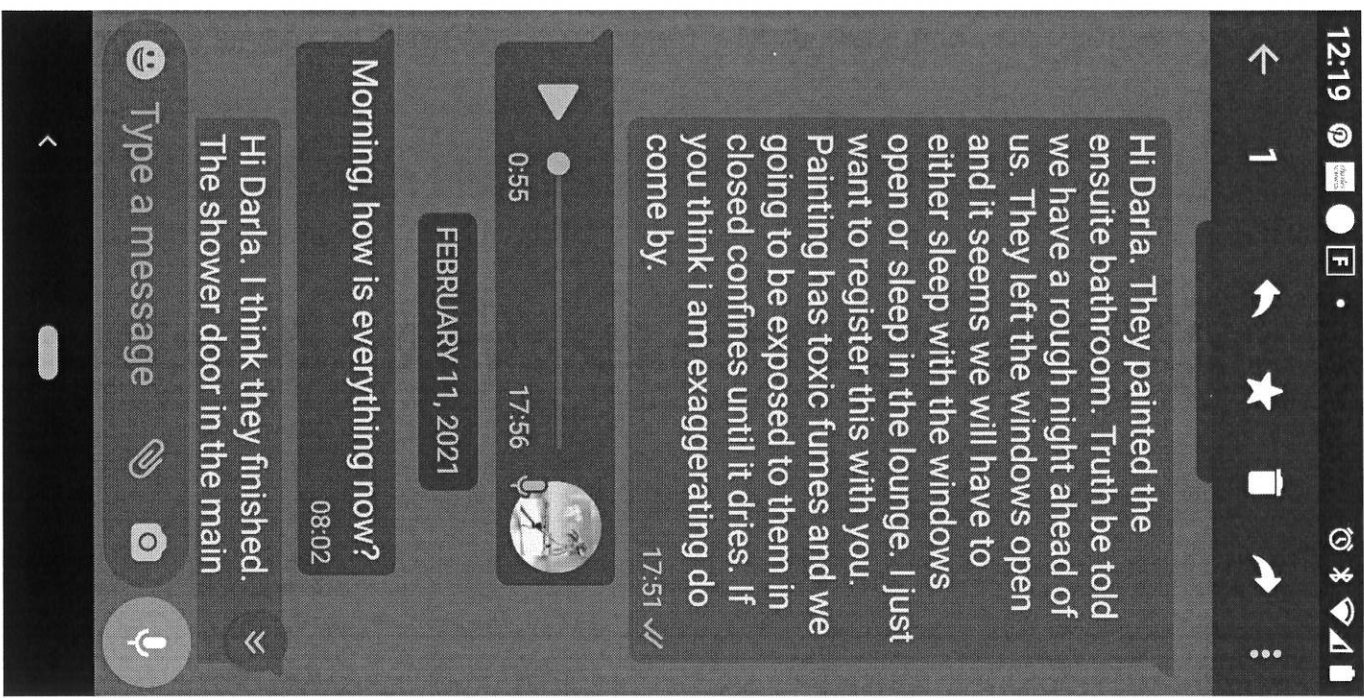 12:19
F
1
Hi Darla. They painted the
ensuite bathroom. Truth be told
we have a rough night ahead of
us. They left the windows open
and it seems we will have to
either sleep with the windows
open or sleep in the lounge. I just
want to register this with you.
Painting has toxic fumes and we
going to be exposed to them in
closed confines until it dries. If
you think i am exaggerating do
come by.
17:51
0:55
17:56
FEBRUARY 11, 2021
Morning, how is everything now?
08:02
Hi Darla. I think they finished.
The shower door in the main
Type a message